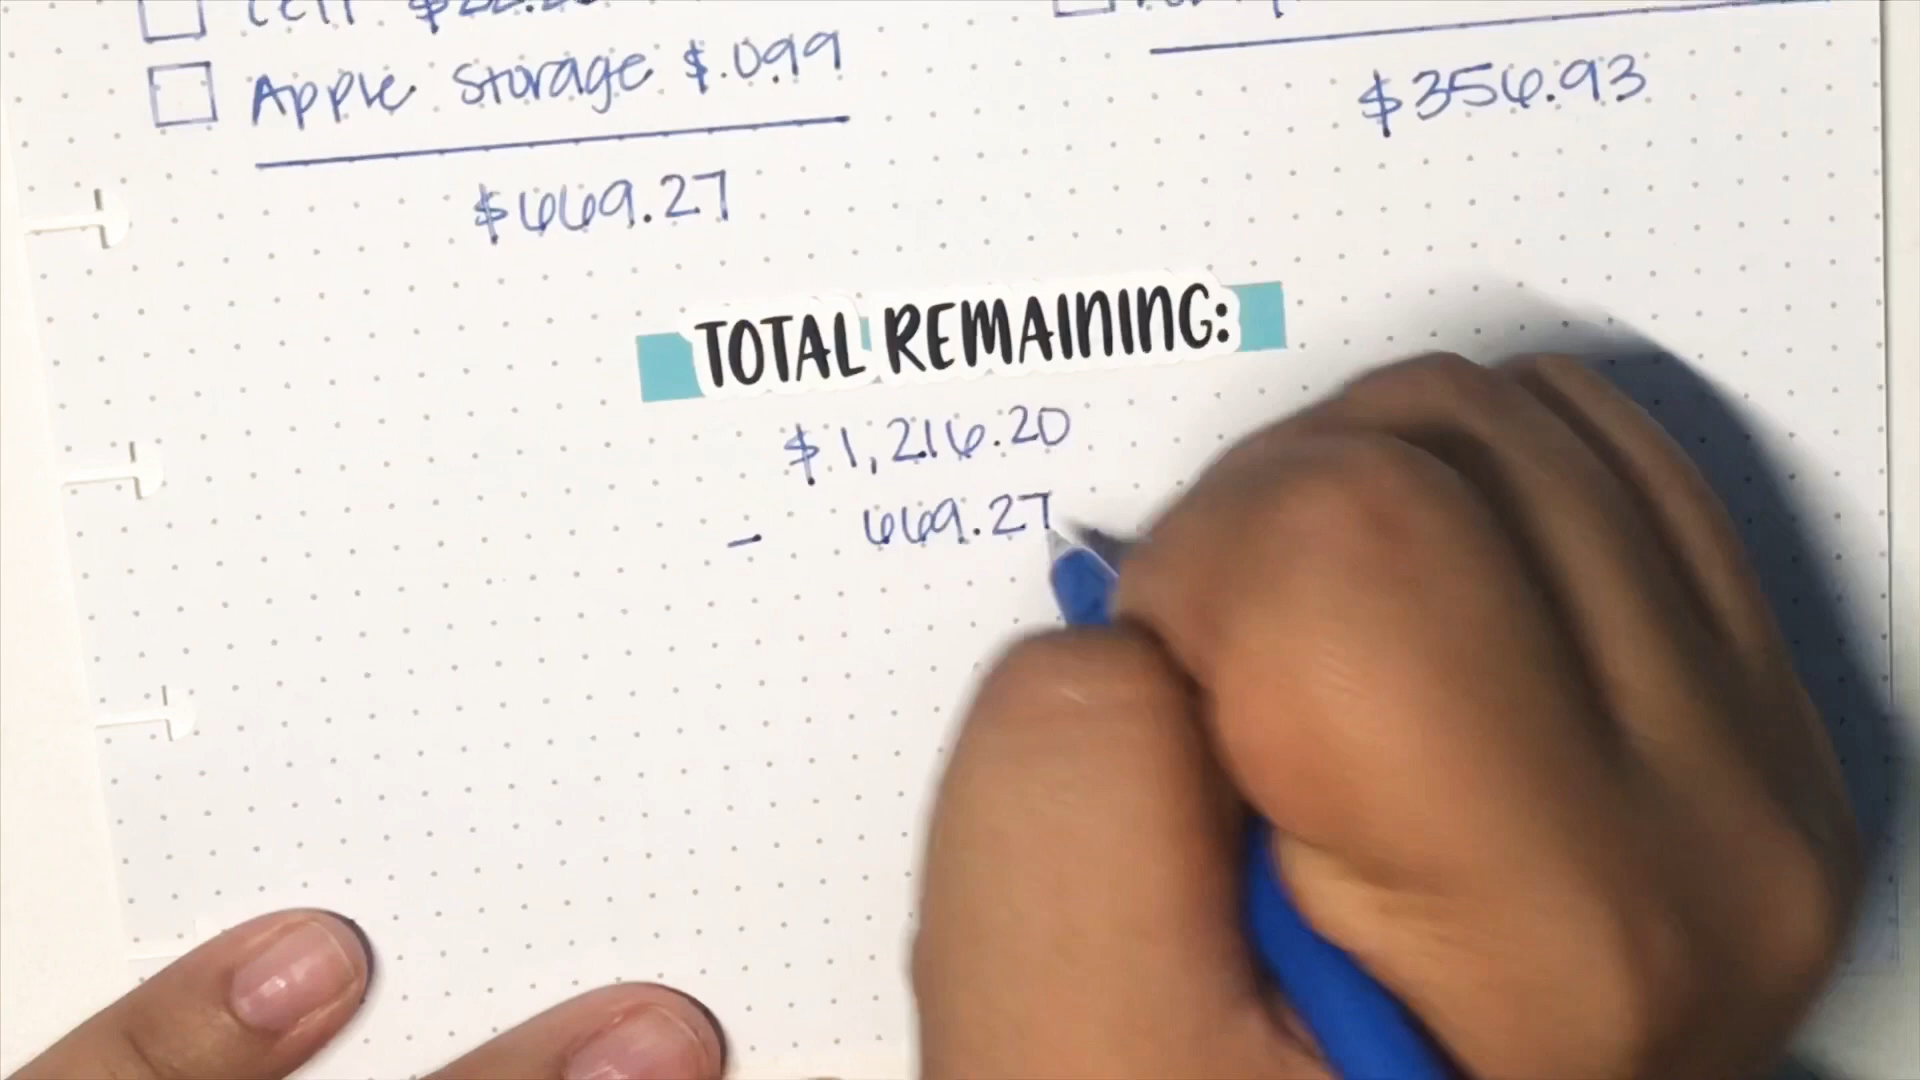 Apple Storage $.099
$669.27
$356.93
TOTAL REMAINING:
$1,216.20
- 669.27